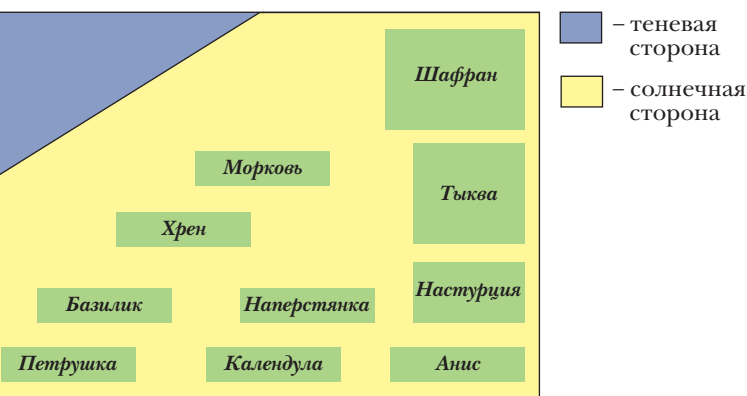 – теневая
сторона
– солнечная
сторона
Шафран
Морковь
Тыква
Хрен
Базилик
Наперстянка
Настурция
Петрушка
Календула
Анис